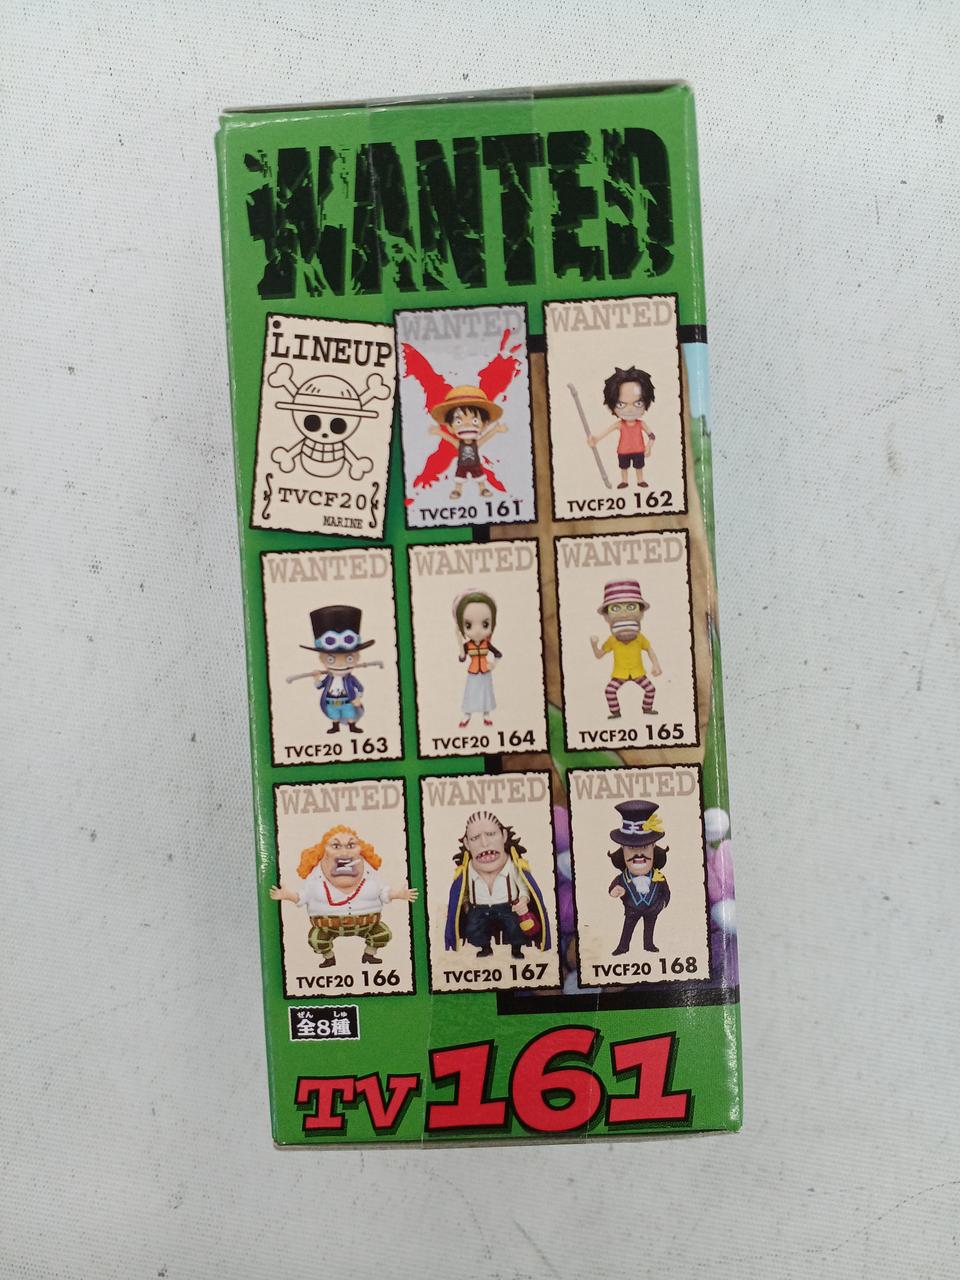 WANTED
LINEUP
TVCF20
MARINE
WANTED
TVCF20 161
WANTED
TVCF20 162
WANTED
TVCF20 163
WANTED
TVCF20 164
WANTED
TVCF20 165
WANTED
TVCF20 166
WANTED
TVCF20 167
WANTED
TVCF20 168
ぜん しゅ
全8種
TV161